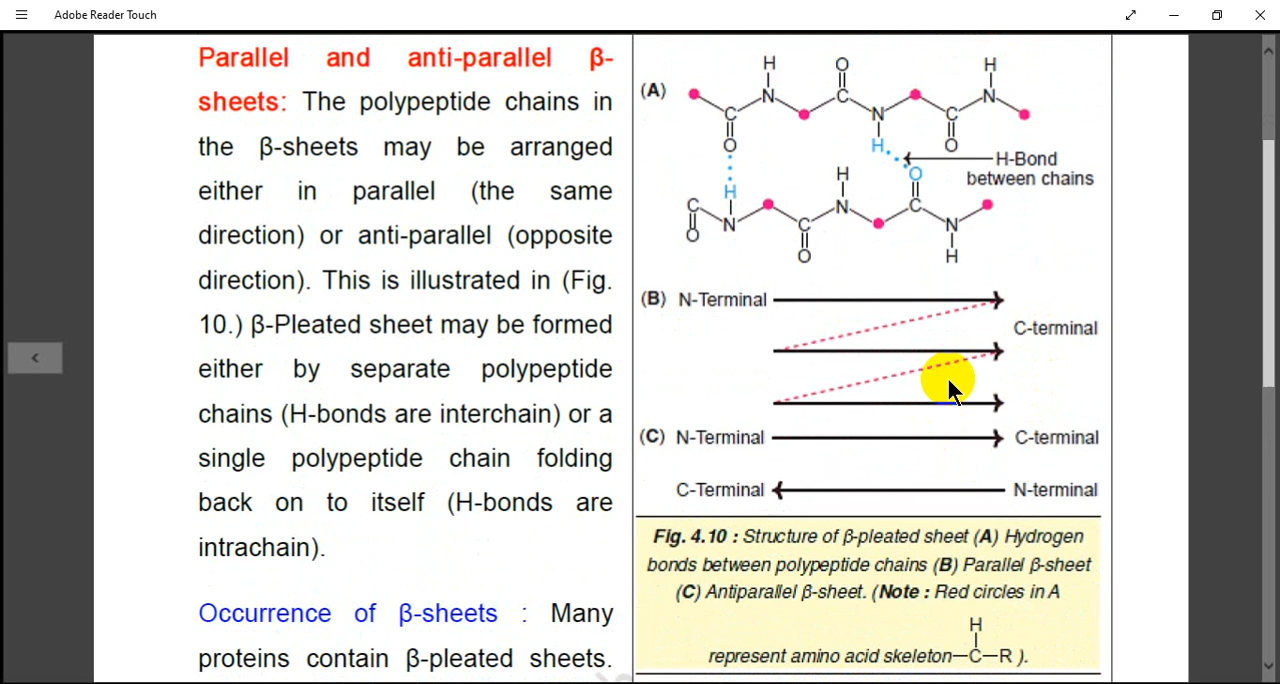 Adobe Reader Touch
Parallel and anti-parallel β-
sheets: The polypeptide chains in
the β-sheets may be arranged
either in parallel (the same
direction) or anti-parallel (opposite
direction). This is illustrated in (Fig.
10.) β-Pleated sheet may be formed
either by separate polypeptide
chains (H-bonds are interchain) or a
single polypeptide chain folding
back on to itself (H-bonds are
intrachain).
Occurrence of β-sheets : Many
proteins contain β-pleated sheets.
(A)
H O H
N C N
C N C
O H O
H-Bond
between chains
H H O
C N C
O N C N
O H
(B) N-Terminal
C-terminal
(C) N-Terminal C-terminal
C-Terminal N-terminal
Fig. 4.10 : Structure of β-pleated sheet (A) Hydrogen
bonds between polypeptide chains (B) Parallel β-sheet
(C) Antiparallel β-sheet. (Note : Red circles in A
H
represent amino acid skeleton—C—R ).